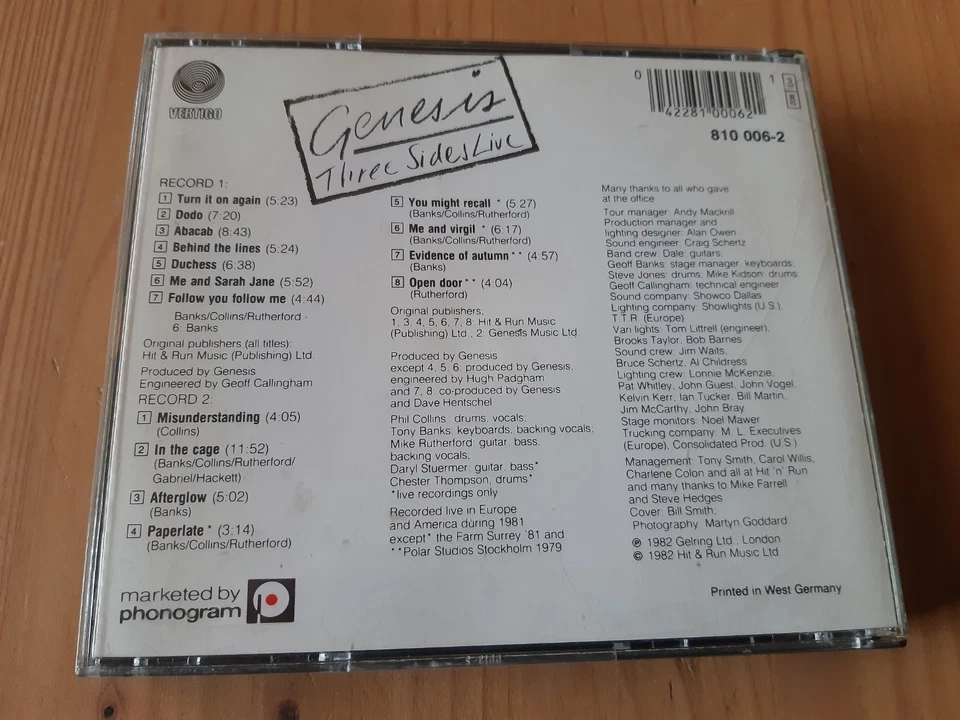 VERTIGO
Genesis
Three Sides Live
0
42281 00062
1
810 006-2
RECORD 1:
1 Turn it on again (5:23)
2 Dodo (7:20)
3 Abacab (8:43)
4 Behind the lines (5:24)
5 Duchess (6:38)
6 Me and Sarah Jane (5:52)
7 Follow you follow me (4:44)
Banks/Collins/Rutherford -
6. Banks
Original publishers (all titles):
Hit & Run Music (Publishing) Ltd.
Produced by Genesis
Engineered by Geoff Callingham
RECORD 2:
1 Misunderstanding (4:05)
(Collins)
2 In the cage (11:52)
(Banks/Collins/Rutherford/
Gabriel/Hackett)
3 Afterglow (5:02)
(Banks)
4 Paperlate * (3:14)
(Banks/Collins/Rutherford)
marketed by
phonogram
5 You might recall * (5:27)
(Banks/Collins/Rutherford)
6 Me and virgil * (6:17)
(Banks/Collins/Rutherford)
7 Evidence of autumn ** (4:57)
(Banks)
8 Open door ** (4:04)
(Rutherford)
Original publishers,
1, 3, 4, 5, 6, 7, 8: Hit & Run Music
(Publishing) Ltd., 2. Genesis Music Ltd.
Produced by Genesis
except 4, 5, 6. produced by Genesis,
engineered by Hugh Padgham
and 7, 8: co-produced by Genesis
and Dave Hentschel
Phil Collins: drums, vocals;
Tony Banks: keyboards, backing vocals;
Mike Rutherford: guitar, bass,
backing vocals;
Daryl Stuermer: guitar, bass*
Chester Thompson, drums*
*live recordings only
Recorded live in Europe
and America during 1981
except* the Farm Surrey '81 and
**Polar Studios Stockholm 1979
Many thanks to all who gave
at the office
Tour manager: Andy Mackrill
Production manager and
lighting designer: Alan Owen
Sound engineer: Craig Schertz
Band crew: Dale: guitars;
Geoff Banks: stage manager, keyboards;
Steve Jones: drums, Mike Kidson: drums;
Geoff Callingham: technical engineer
Sound company: Showco Dallas
Lighting company: Showlights (U.S.),
T.T.R. (Europe)
Vari lights: Tom Littrell (engineer),
Brooks Taylor, Bob Barnes
Sound crew: Jim Waits,
Bruce Schertz, Al Childress
Lighting crew: Lonnie McKenzie,
Pat Whitley, John Guest, John Vogel,
Kelvin Kerr, Ian Tucker, Bill Martin,
Jim McCarthy, John Bray
Stage monitors: Noel Mawer
Trucking company: M. L. Executives
(Europe), Consolidated Prod. (U.S.)
Management: Tony Smith, Carol Willis,
Charlene Colon and all at Hit 'n' Run
and many thanks to Mike Farrell
and Steve Hedges
Cover: Bill Smith,
Photography: Martyn Goddard
℗ 1982 Gelring Ltd., London
© 1982 Hit & Run Music Ltd.
Printed in West Germany